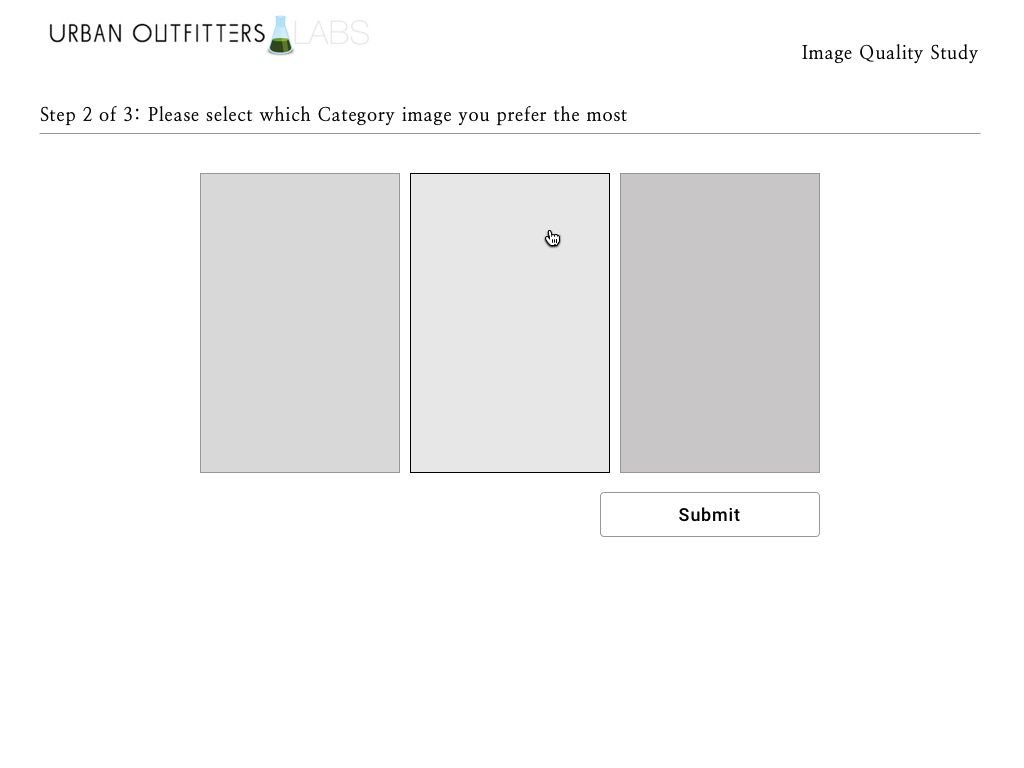 URBAN OUTFITTERS LABS
Image Quality Study
Step 2 of 3: Please select which Category image you prefer the most
Submit